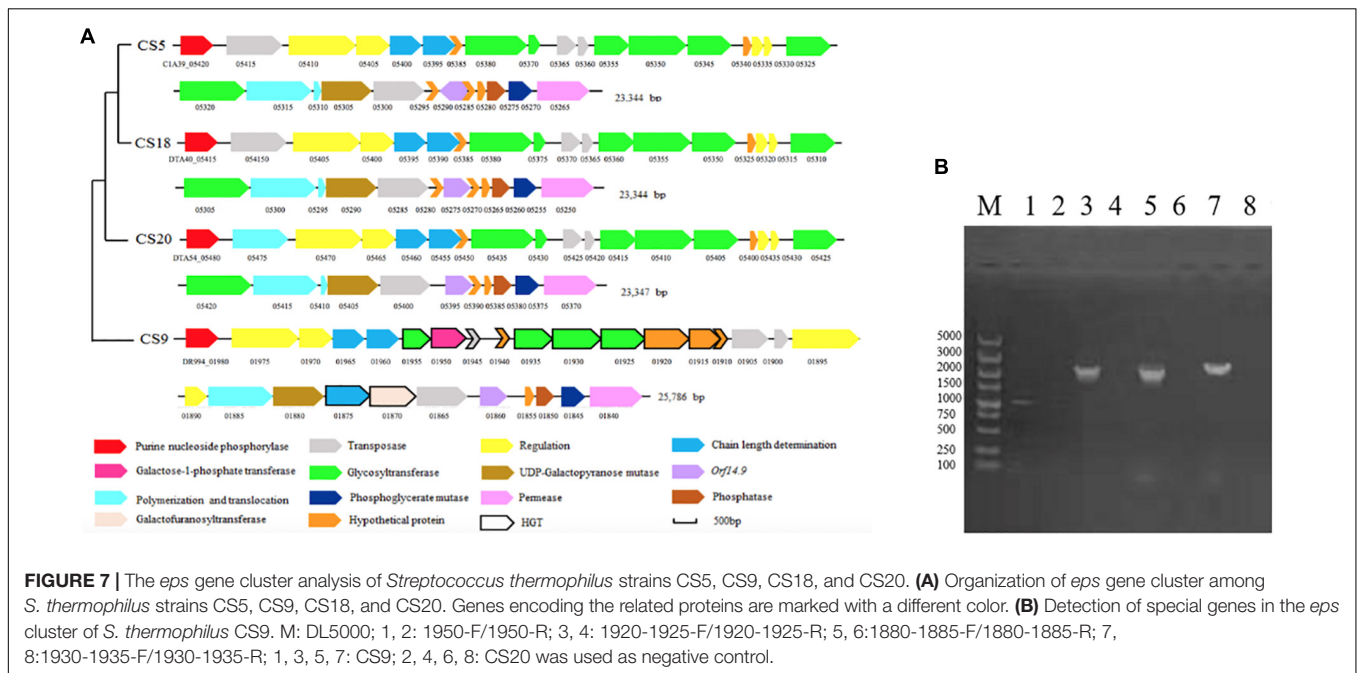 A
CS5
C1A39_05420 05415 05410 05405 05400 05395 05385 05380 05370 05365 05360 05355 05350 05345 05340 05335 05330 05325
05320 05315 05310 05305 05300 05295 05290 05285 05280 05275 05270 05265
23,344 bp
CS18
DTA40_05415 054150 05405 05400 05395 05390 05385 05380 05375 05370 05365 05360 05355 05350 05325 05320 05315 05310
05305 05300 05295 05290 05285 05280 05275 05270 05265 05260 05255 05250
23,344 bp
CS20
DTA54_05480 05475 05470 05465 05460 05455 05450 05435 05430 05425 05420 05415 05410 05405 05400 05435 05430 05425
05420 05415 05410 05405 05400 05395 05390 05385 05380 05375 05370
23,347 bp
CS9
DR994_01980 01975 01970 01965 01960 01955 01950 01945 01940 01935 01930 01925 01920 01915 01910 01905 01900 01895
01890 01885 01880 01875 01870 01865 01860 01855 01850 01845 01840
25,786 bp
Purine nucleoside phosphorylase Transposase Regulation Chain length determination
Galactose-1-phosphate transferase Glycosyltransferase UDP-Galactopyranose mutase Orf14.9
Polymerization and translocation Phosphoglycerate mutase Permease Phosphatase
Galactofuranosyltransferase Hypothetical protein HGT 500bp
B
M 1 2 3 4 5 6 7 8
5000
3000
2000
1500
1000
750
500
250
100
FIGURE 7 | The eps gene cluster analysis of Streptococcus thermophilus strains CS5, CS9, CS18, and CS20. (A) Organization of eps gene cluster among
S. thermophilus strains CS5, CS9, CS18, and CS20. Genes encoding the related proteins are marked with a different color. (B) Detection of special genes in the eps
cluster of S. thermophilus CS9. M: DL5000; 1, 2: 1950-F/1950-R; 3, 4: 1920-1925-F/1920-1925-R; 5, 6:1880-1885-F/1880-1885-R; 7,
8:1930-1935-F/1930-1935-R; 1, 3, 5, 7: CS9; 2, 4, 6, 8: CS20 was used as negative control.